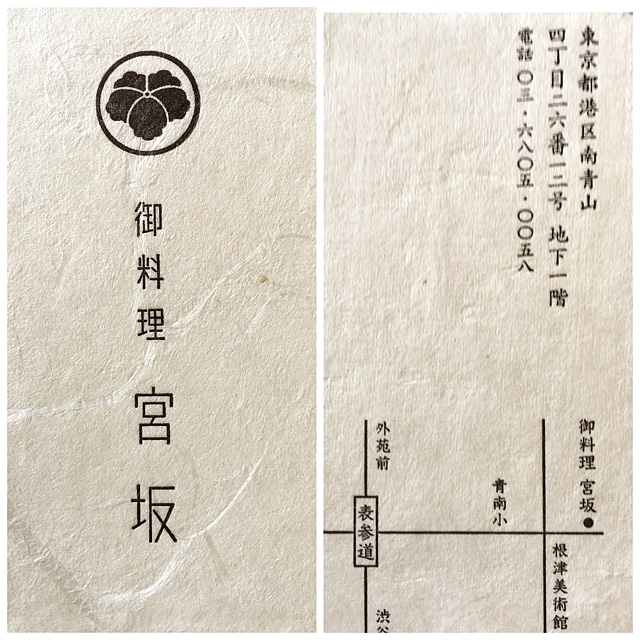 御料理 宮坂
東京都港区南青山
四丁目二六番一二号 地下一階
電話 〇三・六八〇五・〇〇五八
御料理 宮坂
根津美術館
青南小
外苑前
表参道
渋谷